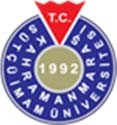 T.C.
KAHRAMANMARAŞ
SÜTÇÜ İMAM ÜNİVERSİTESİ
1992